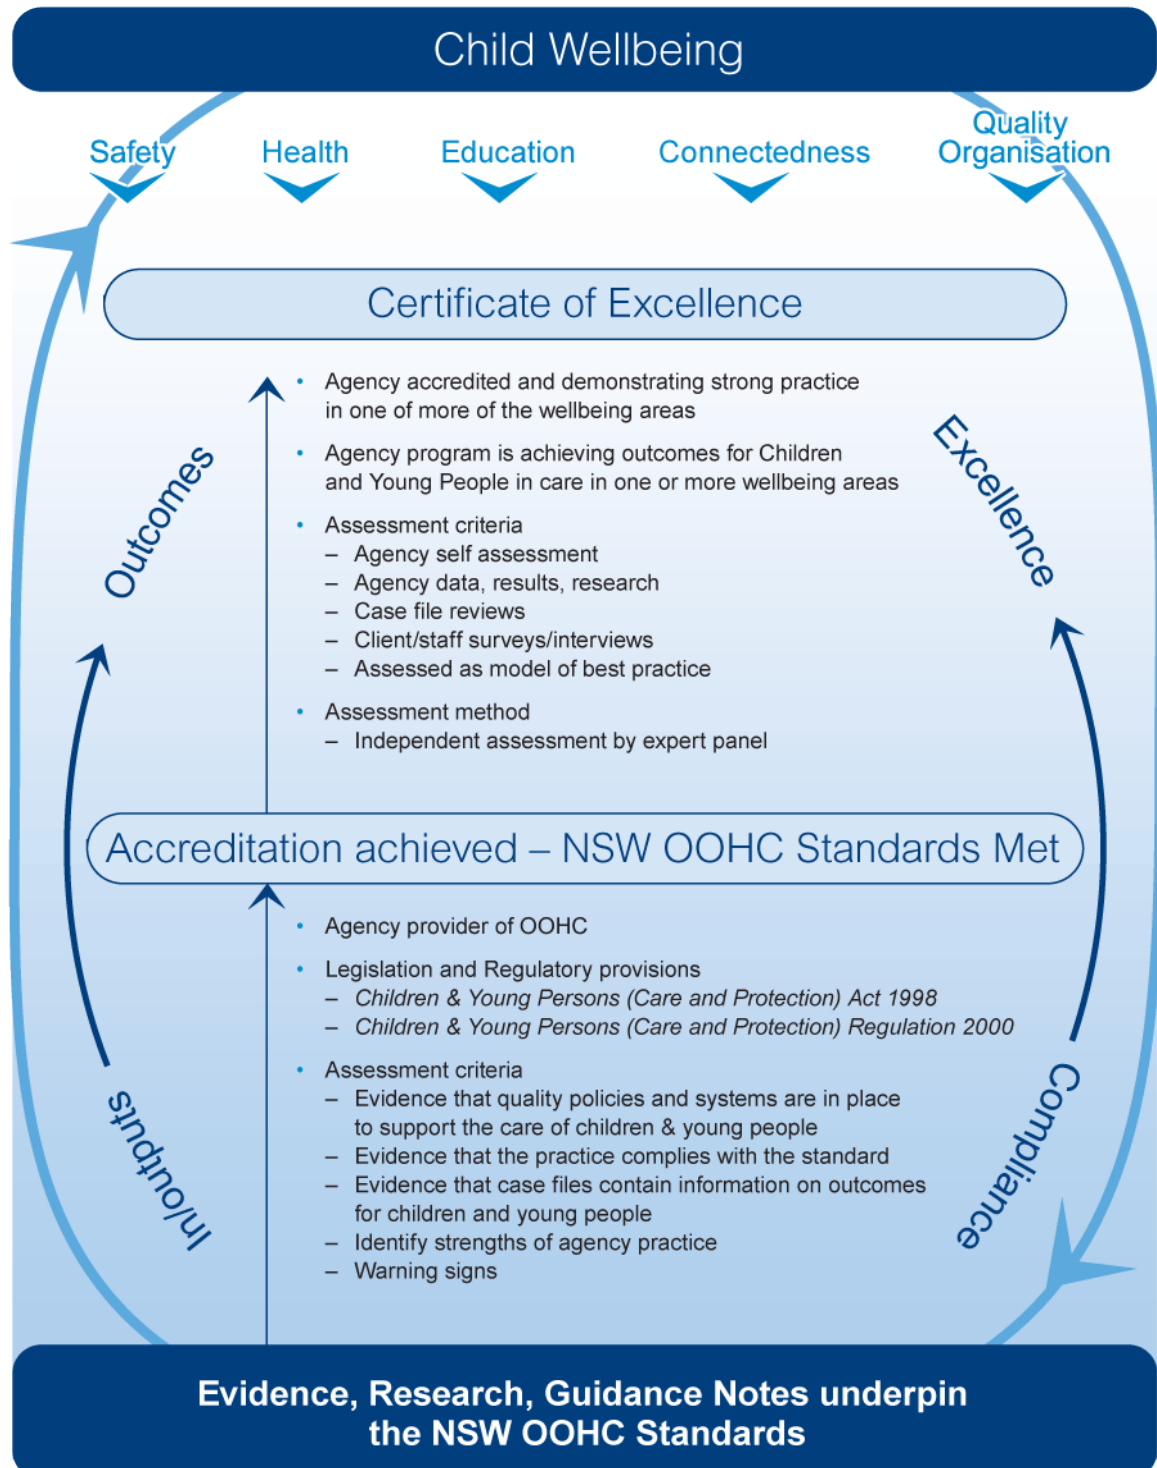 Child Wellbeing
Safety
Health
Education
Connectedness
Quality
Organisation
Certificate of Excellence
• Agency accredited and demonstrating strong practice
in one of more of the wellbeing areas
• Agency program is achieving outcomes for Children
and Young People in care in one or more wellbeing areas
• Assessment criteria
– Agency self assessment
– Agency data, results, research
– Case file reviews
– Client/staff surveys/interviews
– Assessed as model of best practice
• Assessment method
– Independent assessment by expert panel
Outcomes
Excellence
Accreditation achieved – NSW OOHC Standards Met
• Agency provider of OOHC
• Legislation and Regulatory provisions
– Children & Young Persons (Care and Protection) Act 1998
– Children & Young Persons (Care and Protection) Regulation 2000
• Assessment criteria
– Evidence that quality policies and systems are in place
to support the care of children & young people
– Evidence that the practice complies with the standard
– Evidence that case files contain information on outcomes
for children and young people
– Identify strengths of agency practice
– Warning signs
In/outputs
Compliance
Evidence, Research, Guidance Notes underpin
the NSW OOHC Standards